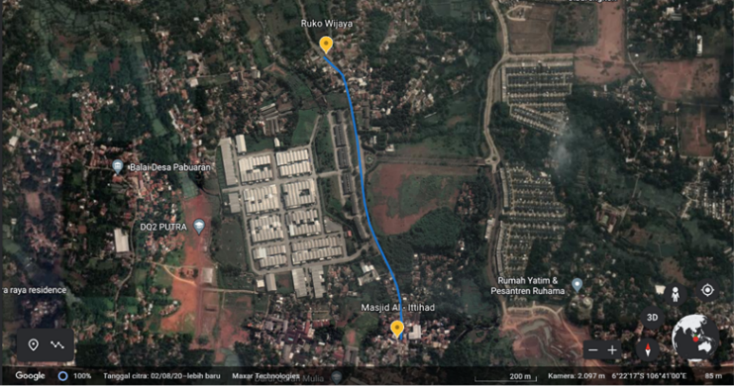 Ruko Wijaya
Balai Desa Pabuaran
DO2 PUTRA
a raya residence
Rumah Yatim &
Pesantren Ruhama
Masjid Al - Ittihad
3D
Google
100%
Tanggal citra: 02/08/20--lebih baru
Maxar Technologies
Mulia
200 m
Kamera: 2.097 m
6°22'17"S 106°41'00"E
85 m